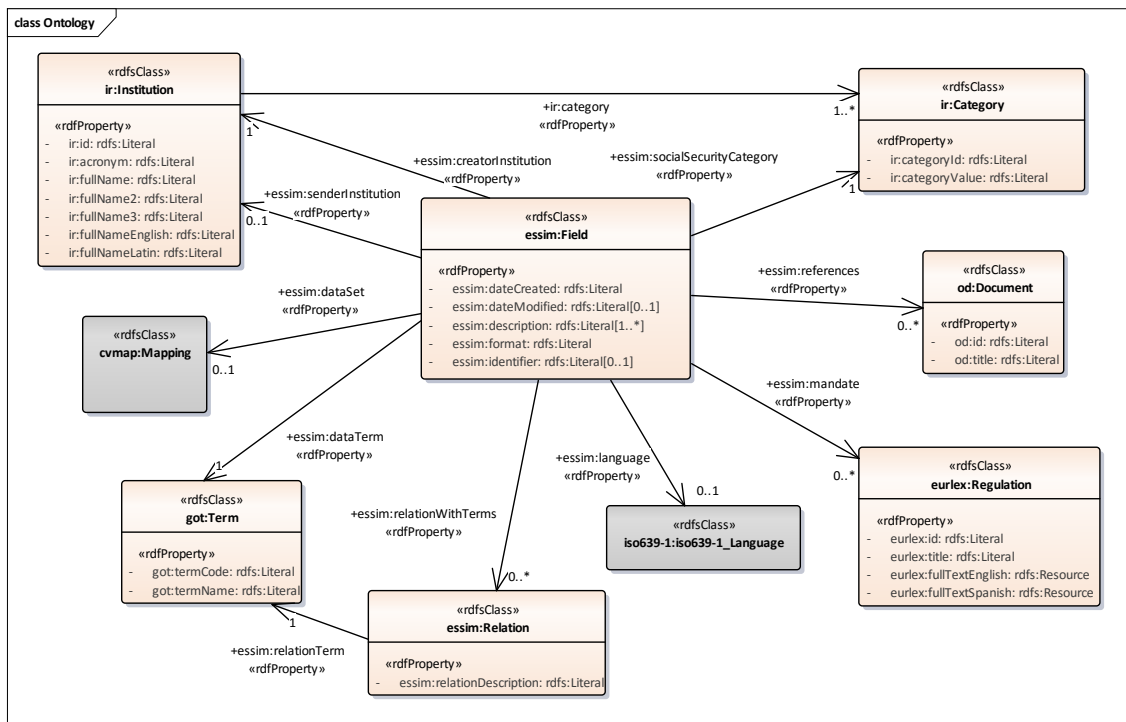 class Ontology
«rdfsClass»
ir:Institution
«rdfProperty»
- ir:id: rdfs:Literal
- ir:acronym: rdfs:Literal
- ir:fullName: rdfs:Literal
- ir:fullName2: rdfs:Literal
- ir:fullName3: rdfs:Literal
- ir:fullNameEnglish: rdfs:Literal
- ir:fullNameLatin: rdfs:Literal
+ir:category
«rdfProperty»
1..*
«rdfsClass»
ir:Category
«rdfProperty»
- ir:categoryId: rdfs:Literal
- ir:categoryValue: rdfs:Literal
1
+essim:creatorInstitution
«rdfProperty»
+essim:senderInstitution
«rdfProperty»
0..1
+essim:socialSecurityCategory
«rdfProperty»
1
«rdfsClass»
essim:Field
«rdfProperty»
- essim:dateCreated: rdfs:Literal
- essim:dateModified: rdfs:Literal[0..1]
- essim:description: rdfs:Literal[1..*]
- essim:format: rdfs:Literal
- essim:identifier: rdfs:Literal[0..1]
+essim:references
«rdfProperty»
0..*
«rdfsClass»
od:Document
«rdfProperty»
- od:id: rdfs:Literal
- od:title: rdfs:Literal
+essim:dataSet
«rdfProperty»
0..1
«rdfsClass»
cvmap:Mapping
+essim:mandate
«rdfProperty»
0..*
«rdfsClass»
eurlex:Regulation
«rdfProperty»
- eurlex:id: rdfs:Literal
- eurlex:title: rdfs:Literal
- eurlex:fullTextEnglish: rdfs:Resource
- eurlex:fullTextSpanish: rdfs:Resource
+essim:dataTerm
«rdfProperty»
1
«rdfsClass»
got:Term
«rdfProperty»
- got:termCode: rdfs:Literal
- got:termName: rdfs:Literal
+essim:relationWithTerms
«rdfProperty»
0..*
+essim:language
«rdfProperty»
0..1
«rdfsClass»
iso639-1:iso639-1_Language
«rdfsClass»
essim:Relation
«rdfProperty»
- essim:relationDescription: rdfs:Literal
1
+essim:relationTerm
«rdfProperty»